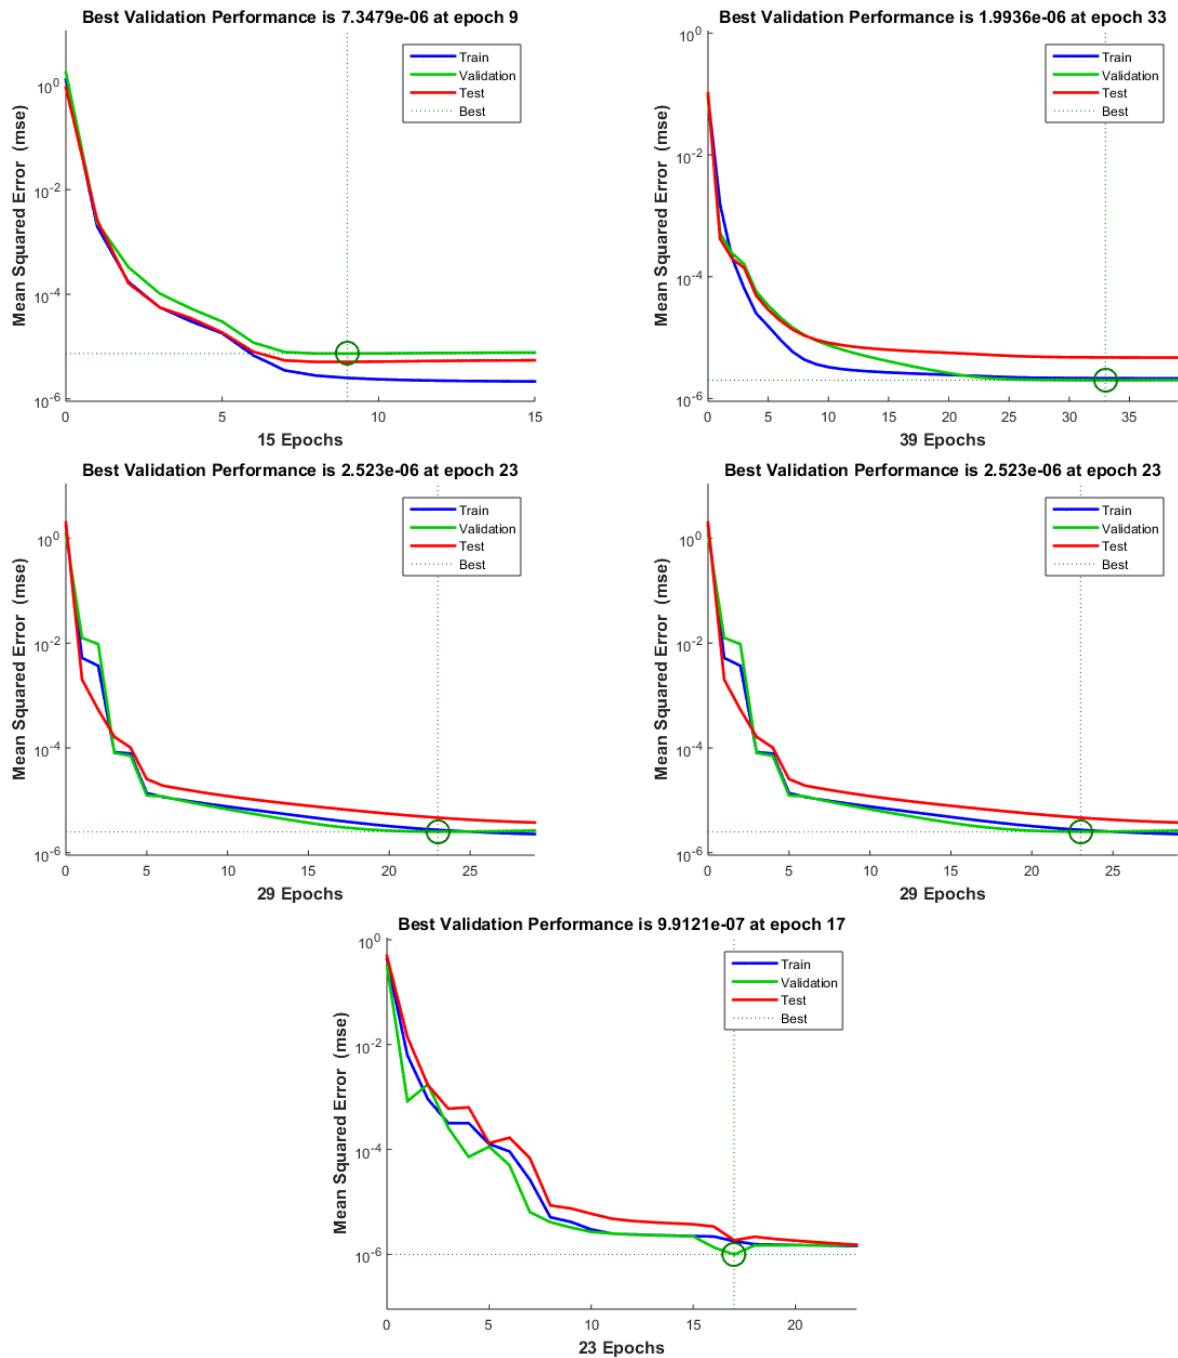 Best Validation Performance is 7.3479e-06 at epoch 9
Mean Squared Error (mse)
10^0
10^-2
10^-4
10^-6
Train
Validation
Test
Best
0 5 10 15
15 Epochs
Best Validation Performance is 1.9936e-06 at epoch 33
Mean Squared Error (mse)
10^0
10^-2
10^-4
10^-6
Train
Validation
Test
Best
0 5 10 15 20 25 30 35
39 Epochs
Best Validation Performance is 2.523e-06 at epoch 23
Mean Squared Error (mse)
10^0
10^-2
10^-4
10^-6
Train
Validation
Test
Best
0 5 10 15 20 25
29 Epochs
Best Validation Performance is 2.523e-06 at epoch 23
Mean Squared Error (mse)
10^0
10^-2
10^-4
10^-6
Train
Validation
Test
Best
0 5 10 15 20 25
29 Epochs
Best Validation Performance is 9.9121e-07 at epoch 17
Mean Squared Error (mse)
10^0
10^-2
10^-4
10^-6
Train
Validation
Test
Best
0 5 10 15 20
23 Epochs